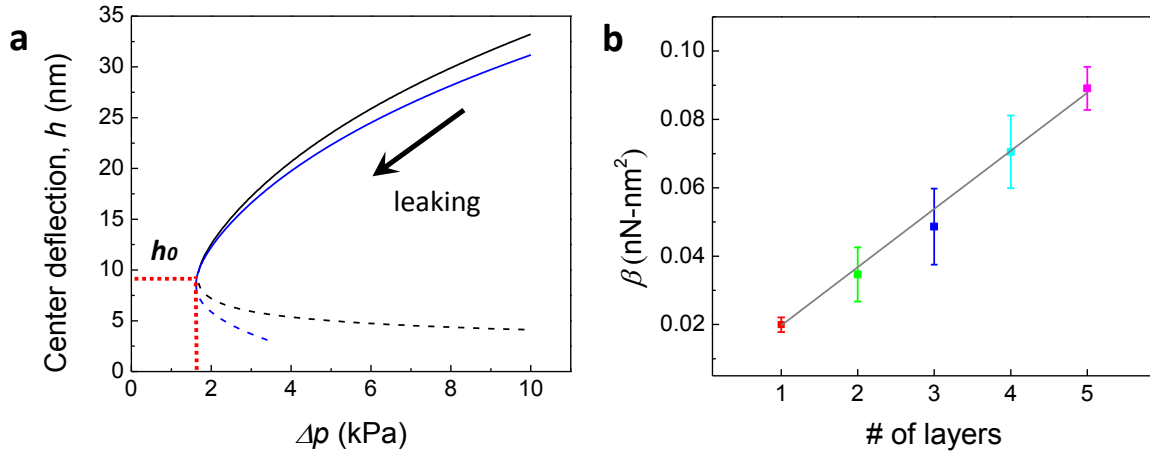 a
35
30
25
20
15
10
5
0
Center deflection, h (nm)
h₀
leaking
0 2 4 6 8 10
Δp (kPa)
b
0.10
0.08
0.06
0.04
0.02
β (nN-nm²)
1 2 3 4 5
# of layers